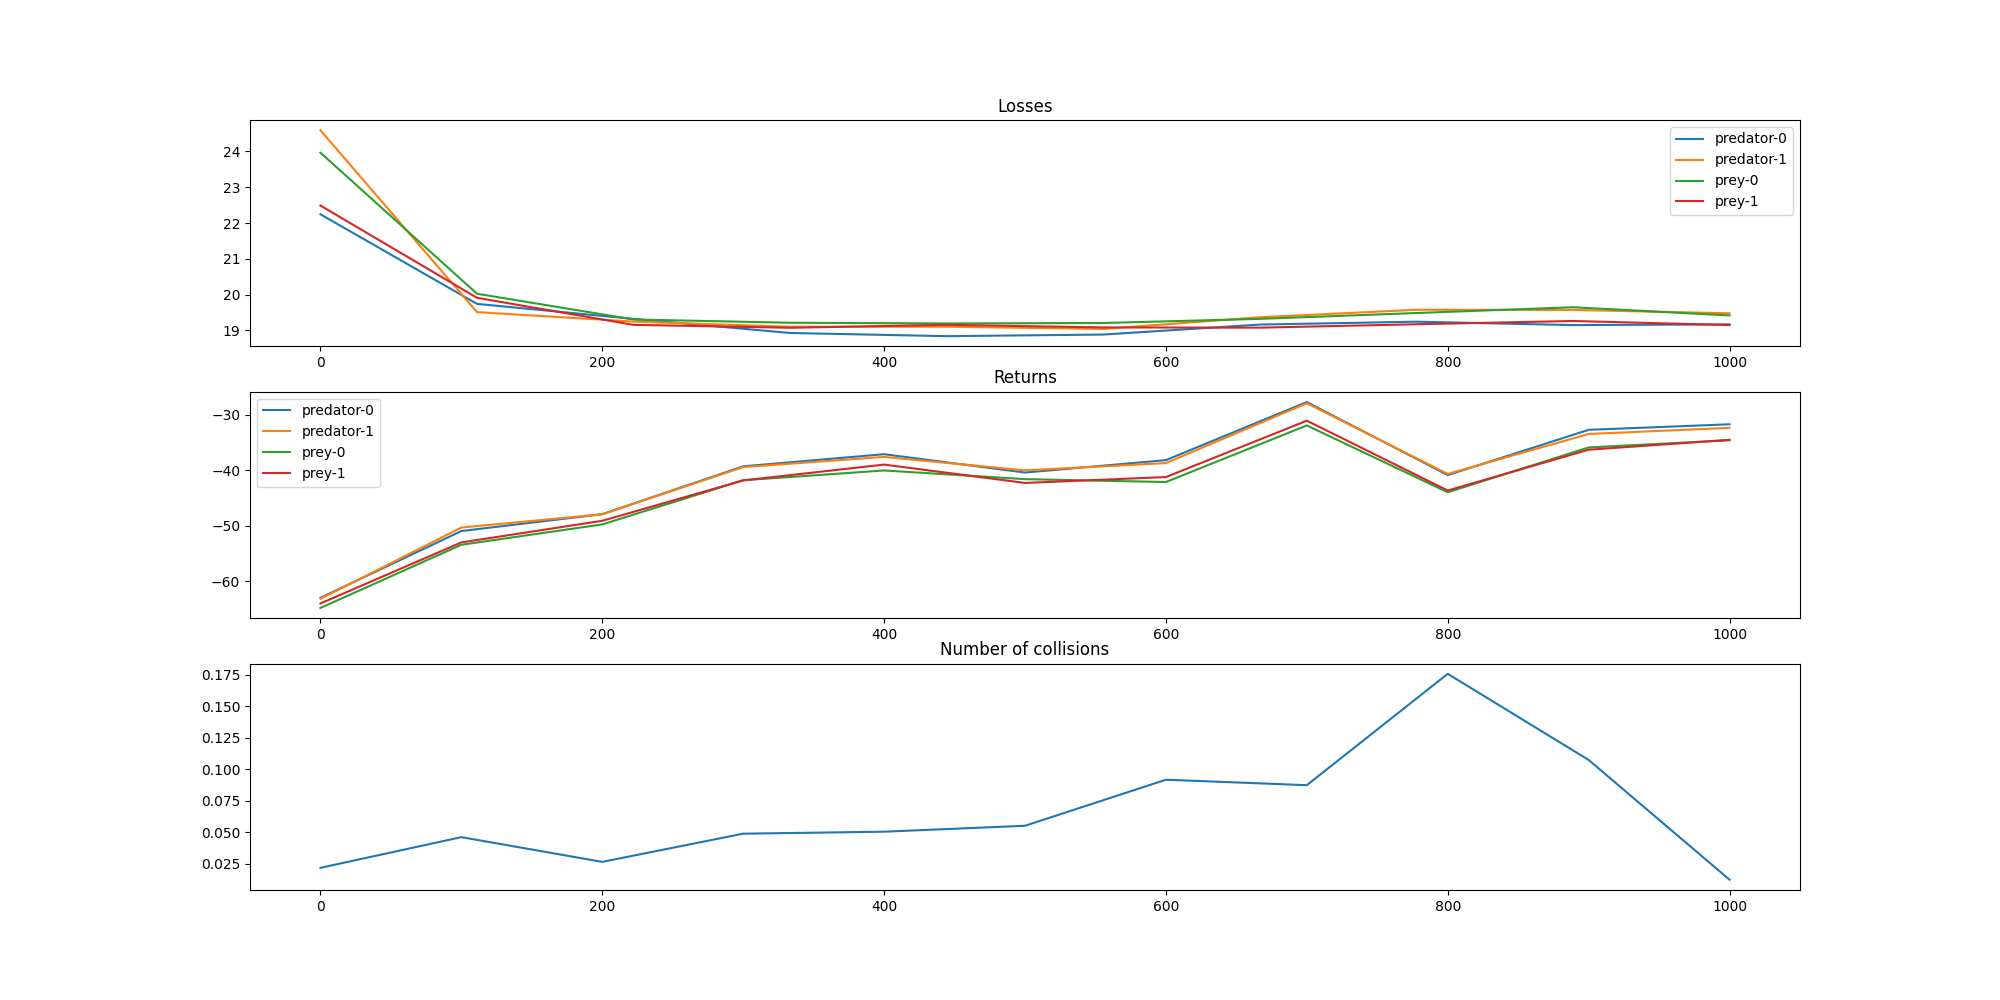 Losses
24
23
22
21
20
19
predator-0
predator-1
prey-0
prey-1
0 200 400 600 800 1000
Returns
−30
−40
−50
−60
predator-0
predator-1
prey-0
prey-1
0 200 400 600 800 1000
Number of collisions
0.175
0.150
0.125
0.100
0.075
0.050
0.025
0 200 400 600 800 1000